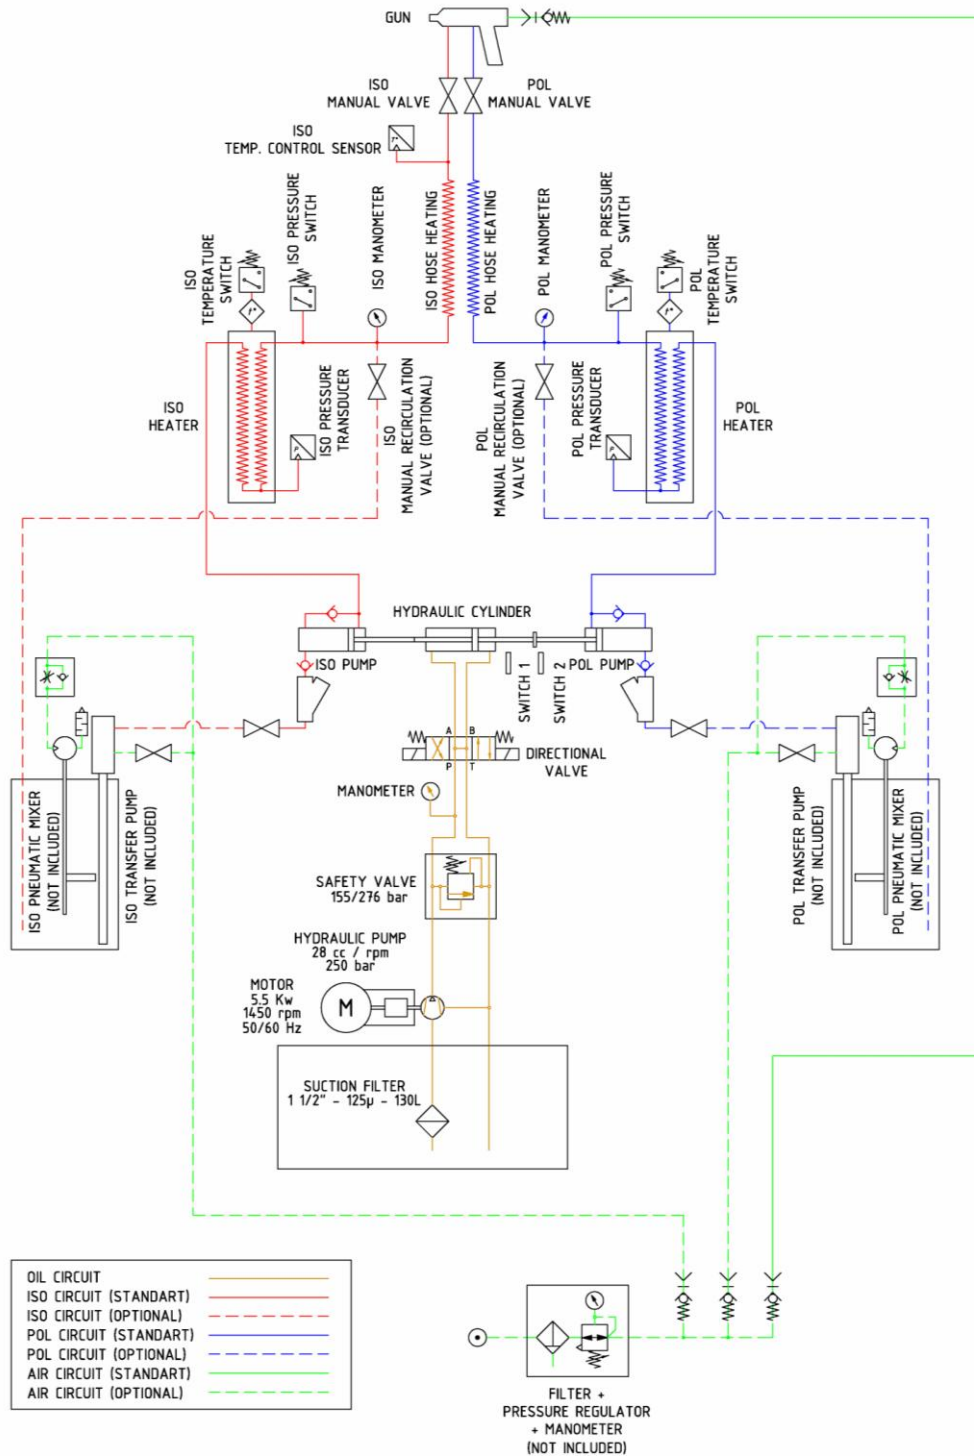 GUN
ISO
MANUAL VALVE
POL
MANUAL VALVE
ISO
TEMP. CONTROL SENSOR
ISO
TEMPERATURE
SWITCH
ISO PRESSURE
SWITCH
ISO MANOMETER
ISO HOSE HEATING
POL HOSE HEATING
POL MANOMETER
POL PRESSURE
SWITCH
POL
TEMPERATURE
SWITCH
ISO
HEATER
ISO PRESSURE
TRANSDUCER
ISO
MANUAL RECIRCULATION
VALVE (OPTIONAL)
POL
MANUAL RECIRCULATION
VALVE (OPTIONAL)
POL PRESSURE
TRANSDUCER
POL
HEATER
P
P
HYDRAULIC CYLINDER
ISO PUMP
SWITCH 1
SWITCH 2
POL PUMP
A B
P T
DIRECTIONAL
VALVE
MANOMETER
ISO PNEUMATIC MIXER
(NOT INCLUDED)
ISO TRANSFER PUMP
(NOT INCLUDED)
POL TRANSFER PUMP
(NOT INCLUDED)
POL PNEUMATIC MIXER
(NOT INCLUDED)
SAFETY VALVE
155/276 bar
HYDRAULIC PUMP
28 cc / rpm
250 bar
MOTOR
5.5 Kw
1450 rpm
50/60 Hz
M
SUCTION FILTER
1 1/2" - 125µ - 130L
OIL CIRCUIT
ISO CIRCUIT (STANDART)
ISO CIRCUIT (OPTIONAL)
POL CIRCUIT (STANDART)
POL CIRCUIT (OPTIONAL)
AIR CIRCUIT (STANDART)
AIR CIRCUIT (OPTIONAL)
FILTER +
PRESSURE REGULATOR
+ MANOMETER
(NOT INCLUDED)